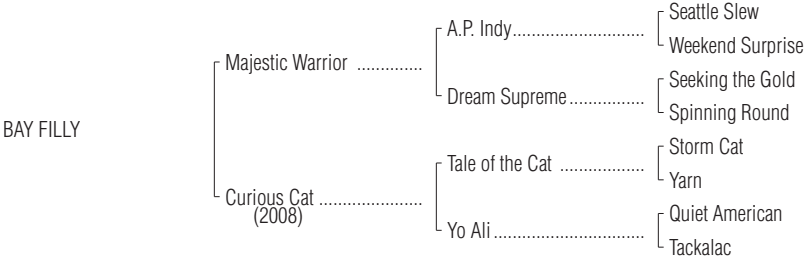 Seattle Slew
A.P. Indy..........................
Weekend Surprise
Majestic Warrior ..............
Seeking the Gold
Dream Supreme................
Spinning Round
BAY FILLY
Storm Cat
Tale of the Cat ..................
Yarn
Curious Cat ......................
(2008)
Quiet American
Yo Ali................................
Tackalac